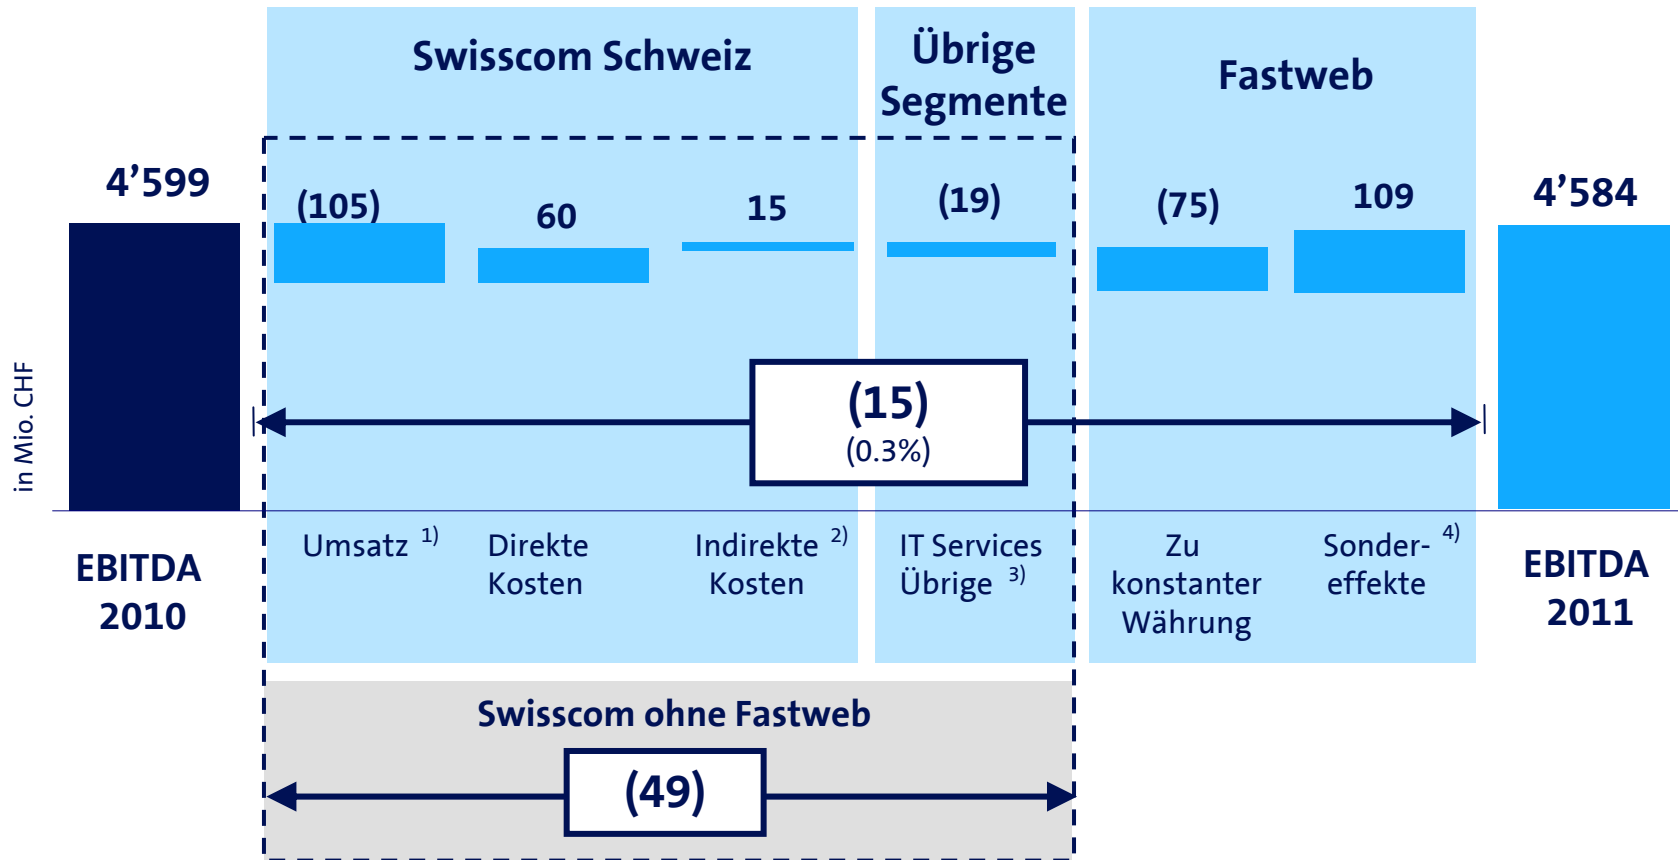 Swisscom Schweiz
Übrige
Segmente
Fastweb
4’599
(105)
60
15
(19)
(75)
109
4’584
in Mio. CHF
(15)
(0.3%)
EBITDA
2010
Umsatz 1)
Direkte
Kosten
Indirekte 2)
Kosten
IT Services
Übrige 3)
Zu
konstanter
Währung
Sonder- 4)
effekte
EBITDA
2011
Swisscom ohne Fastweb
(49)